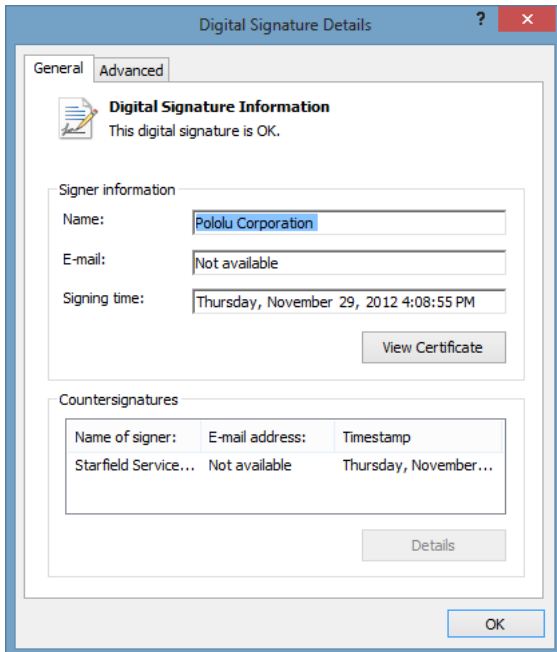 Digital Signature Details ?
General Advanced
Digital Signature Information
This digital signature is OK.
Signer information
Name: Pololu Corporation
E-mail: Not available
Signing time: Thursday, November 29, 2012 4:08:55 PM
View Certificate
Countersignatures
Name of signer: E-mail address: Timestamp
Starfield Service... Not available Thursday, November...
Details
OK